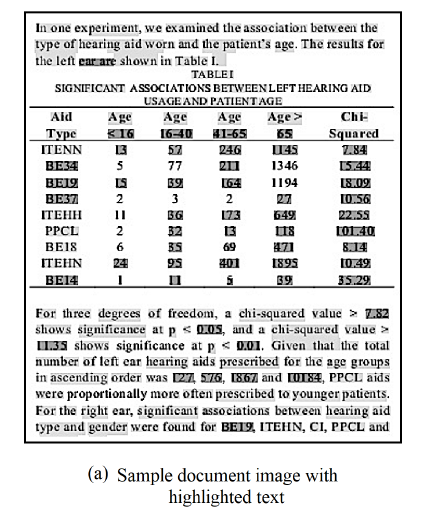 In one experiment, we examined the association between the
type of hearing aid worn and the patient's age. The results for
the left ear are shown in Table I.
TABLE I
SIGNIFICANT ASSOCIATIONS BETWEEN LEFT HEARING AID
USAGE AND PATIENT AGE
Aid Age Age Age Age > Chi-
Type ≤ 16 16-40 41-65 65 Squared
ITENN 13 57 246 1145 7.84
BE34 5 77 211 1346 15.44
BE19 15 39 164 1194 18.09
BE37 2 3 2 27 10.56
ITEHH 11 36 173 649 22.55
PPCL 2 32 13 118 101.40
BE18 6 35 69 471 8.14
ITEHN 24 95 401 1895 10.49
BE14 1 11 5 39 35.29
For three degrees of freedom, a chi-squared value > 7.82
shows significance at p < 0.05, and a chi-squared value >
11.35 shows significance at p < 0.01. Given that the total
number of left ear hearing aids prescribed for the age groups
in ascending order was 127, 576, 1867 and 10184, PPCL aids
were proportionally more often prescribed to younger patients.
For the right ear, significant associations between hearing aid
type and gender were found for BE19, ITEHN, CI, PPCL and
(a) Sample document image with
highlighted text